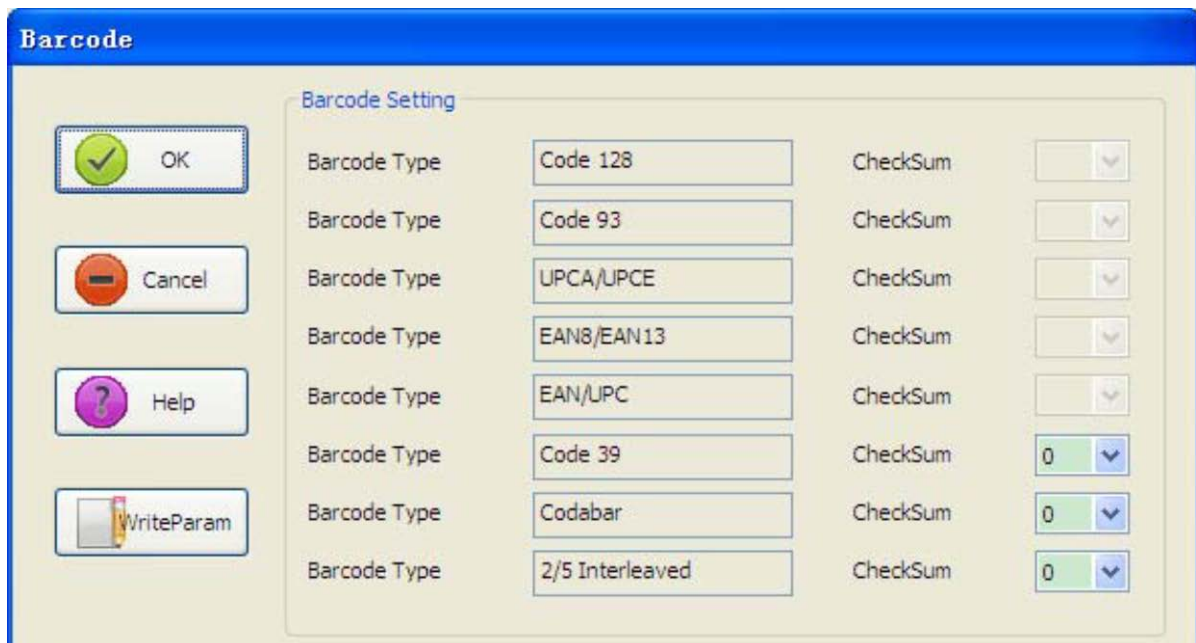 Barcode
Barcode Setting
OK
Barcode Type Code 128 CheckSum
Barcode Type Code 93 CheckSum
Cancel
Barcode Type UPCA/UPCE CheckSum
Barcode Type EAN8/EAN13 CheckSum
Help
Barcode Type EAN/UPC CheckSum
Barcode Type Code 39 CheckSum 0
WriteParam
Barcode Type Codabar CheckSum 0
Barcode Type 2/5 Interleaved CheckSum 0